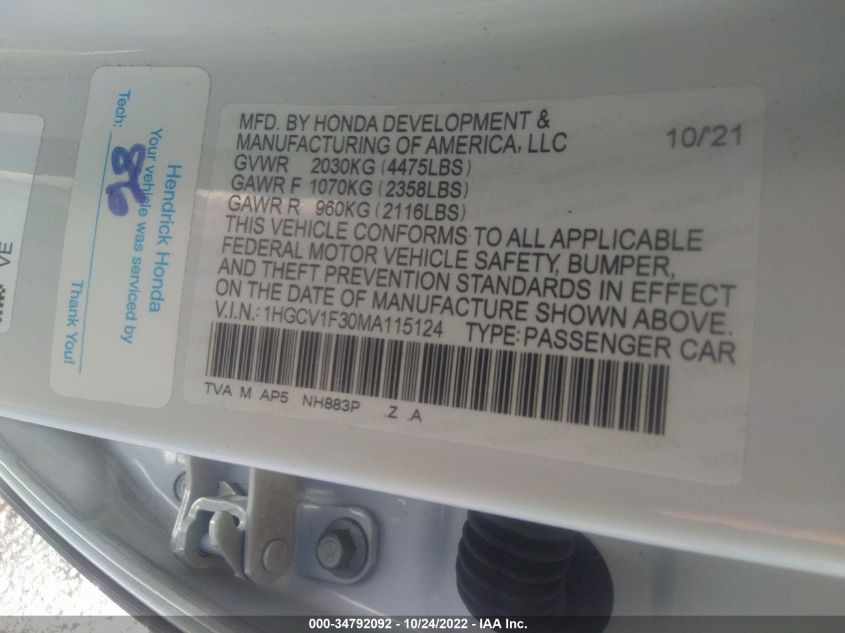 MFD. BY HONDA DEVELOPMENT &
MANUFACTURING OF AMERICA, LLC 10/'21
GVWR 2030KG (4475LBS)
GAWR F 1070KG (2358LBS)
GAWR R 960KG (2116LBS)
THIS VEHICLE CONFORMS TO ALL APPLICABLE
FEDERAL MOTOR VEHICLE SAFETY, BUMPER,
AND THEFT PREVENTION STANDARDS IN EFFECT
ON THE DATE OF MANUFACTURE SHOWN ABOVE.
V.I.N.: 1HGCV1F30MA115124 TYPE: PASSENGER CAR
TVA M AP5 NH883P .Z .A
Hendrick Honda
Your vehicle was serviced by
Tech:
Thank You!
VE
000-34792092 - 10/24/2022 - IAA Inc.